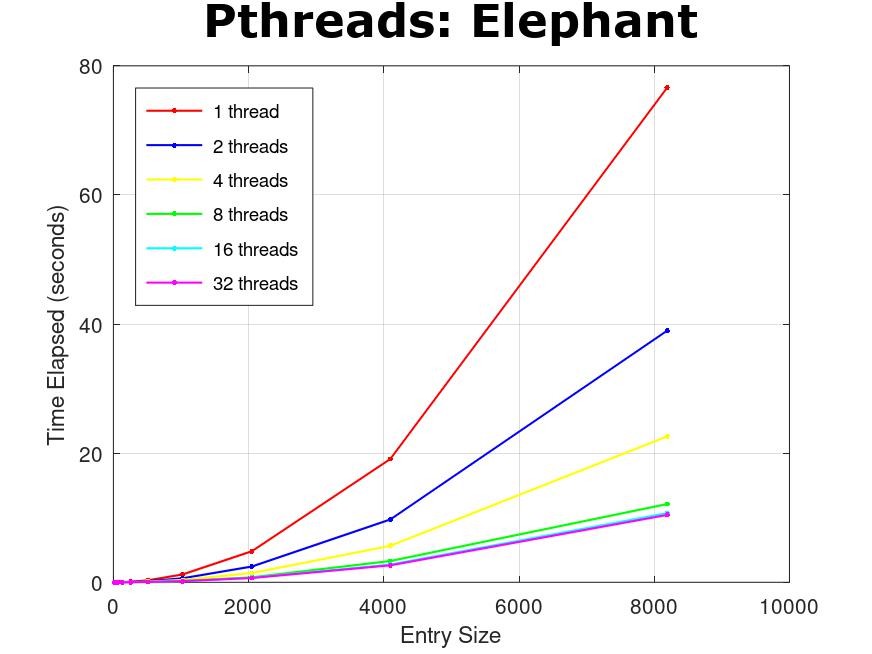 Pthreads: Elephant
80
60
40
20
0
Time Elapsed (seconds)
1 thread
2 threads
4 threads
8 threads
16 threads
32 threads
0 2000 4000 6000 8000 10000
Entry Size